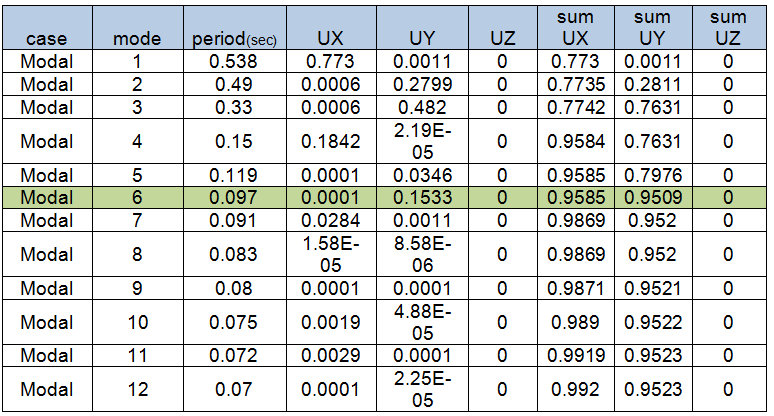 case mode period(sec) UX UY UZ sum UX sum UY sum UZ
Modal 1 0.538 0.773 0.0011 0 0.773 0.0011 0
Modal 2 0.49 0.0006 0.2799 0 0.7735 0.2811 0
Modal 3 0.33 0.0006 0.482 0 0.7742 0.7631 0
Modal 4 0.15 0.1842 2.19E-05 0 0.9584 0.7631 0
Modal 5 0.119 0.0001 0.0346 0 0.9585 0.7976 0
Modal 6 0.097 0.0001 0.1533 0 0.9585 0.9509 0
Modal 7 0.091 0.0284 0.0011 0 0.9869 0.952 0
Modal 8 0.083 1.58E-05 8.58E-06 0 0.9869 0.952 0
Modal 9 0.08 0.0001 0.0001 0 0.9871 0.9521 0
Modal 10 0.075 0.0019 4.88E-05 0 0.989 0.9522 0
Modal 11 0.072 0.0029 0.0001 0 0.9919 0.9523 0
Modal 12 0.07 0.0001 2.25E-05 0 0.992 0.9523 0